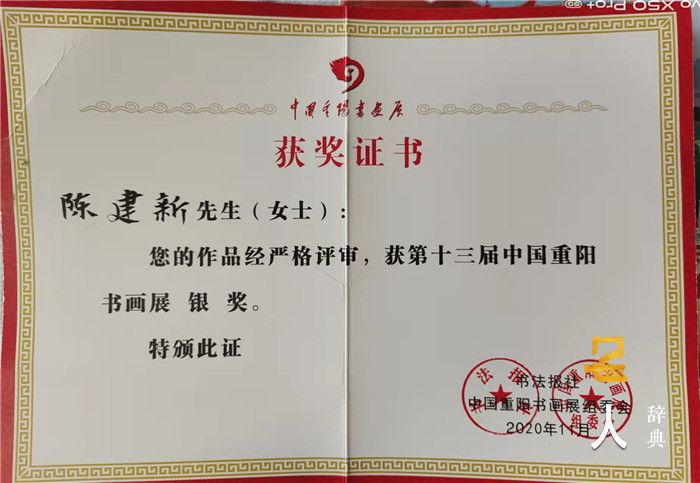 中国重阳书画展
获奖证书
陈建新先生（女士）：
您的作品经严格评审，获第十三届中国重阳
书画展 银 奖。
特颁此证
书法报社
中国重阳书画展组委会
2020年11月
人
辞典